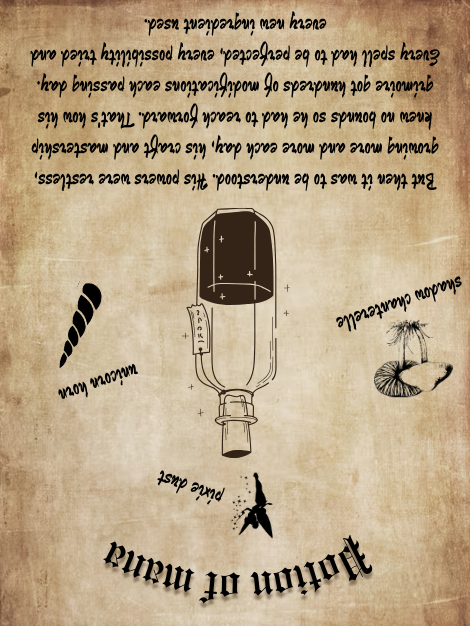 Potion of mana
pixie dust
shadow chanterelle
unicorn horn
But then it was to be understood. His powers were restless,
growing more and more each day, his craft and mastership
knew no bounds so he had to reach forward. That's how his
grimoire got hundreds of modifications each passing day.
Every spell had to be perfected, every possibility tried and
every new ingredient used.